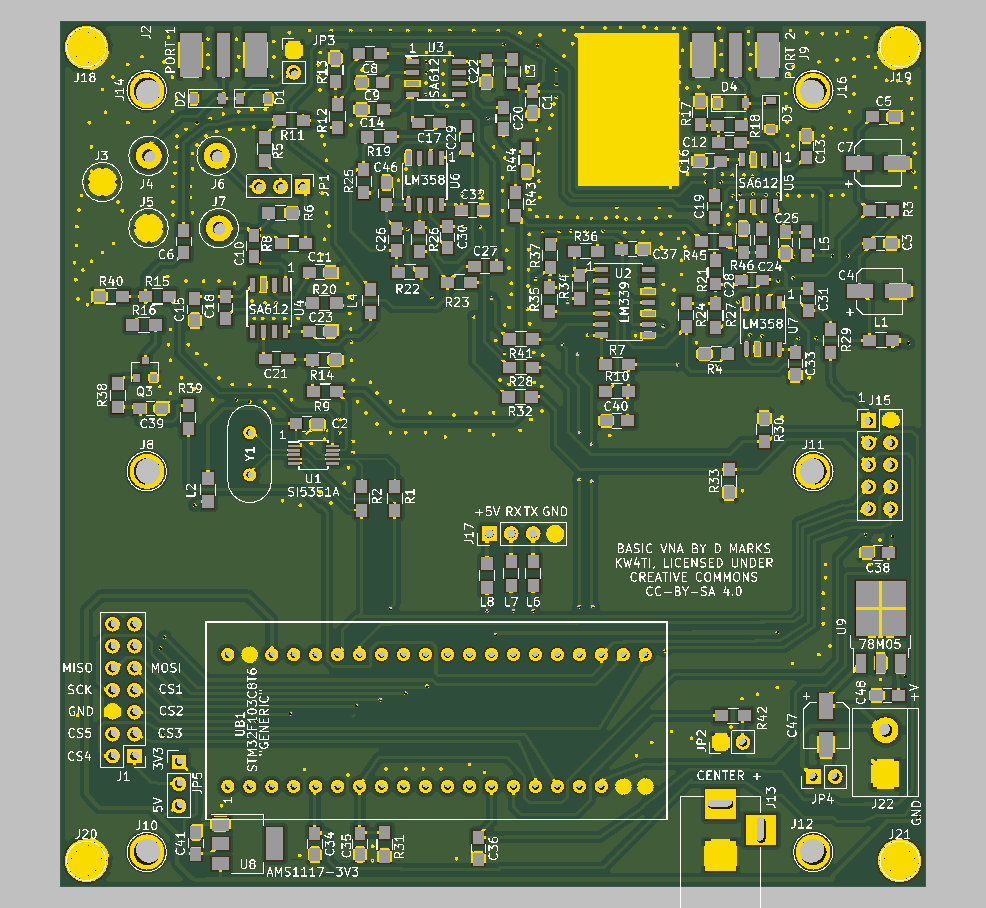 J2
PORT 1
J18
J14
D2
D1
R11
JP3
R13
R12
C8
C9
C14
R19
1
U3
SA612
C17
C22
L3
C1
C20
C29
PORT 2
J9
J19
J16
R17
D4
R18
D3
C12
C16
C13
C5
C7
+
J3
J4
J6
R5
JP1
R25
C46
LM358
1
U6
R44
R43
SA612
1
U5
C19
R3
J5
J7
C6
C10
R8
R6
C11
C26
R26
C30
C32
C27
R22
R23
R37
R36
C37
R45
R46
C24
C25
L5
C3
C4
+
R40
R15
R16
C15
C18
1
SA612
U4
R20
C23
L4
R35
R34
1
U2
LM339
R24
R21
R27
C28
LM358
1
U7
C31
L1
R29
C33
R4
C21
R14
R9
R41
R28
R32
R7
R10
C40
R38
Q3
C39
R39
J8
Y1
C2
1
U1
SI5351A
L2
R2
R1
R30
R33
J11
1
J15
+5V RX TX GND
J17
L8 L7 L6
BASIC VNA BY D MARKS
KW4TI, LICENSED UNDER
CREATIVE COMMONS
CC-BY-SA 4.0
C38
U9
78M05
MISO
MOSI
SCK
CS1
GND
CS2
CS5
CS3
CS4
J1
3V3
JP5
5V
UB1
STM32F103C8T6
"GENERIC"
1
C48
+V
+
C47
R42
JP2
CENTER +
J13
JP4
J22
GND
J20
J10
C41
U8
AMS1117-3V3
C34
C35
R31
C36
J12
J21